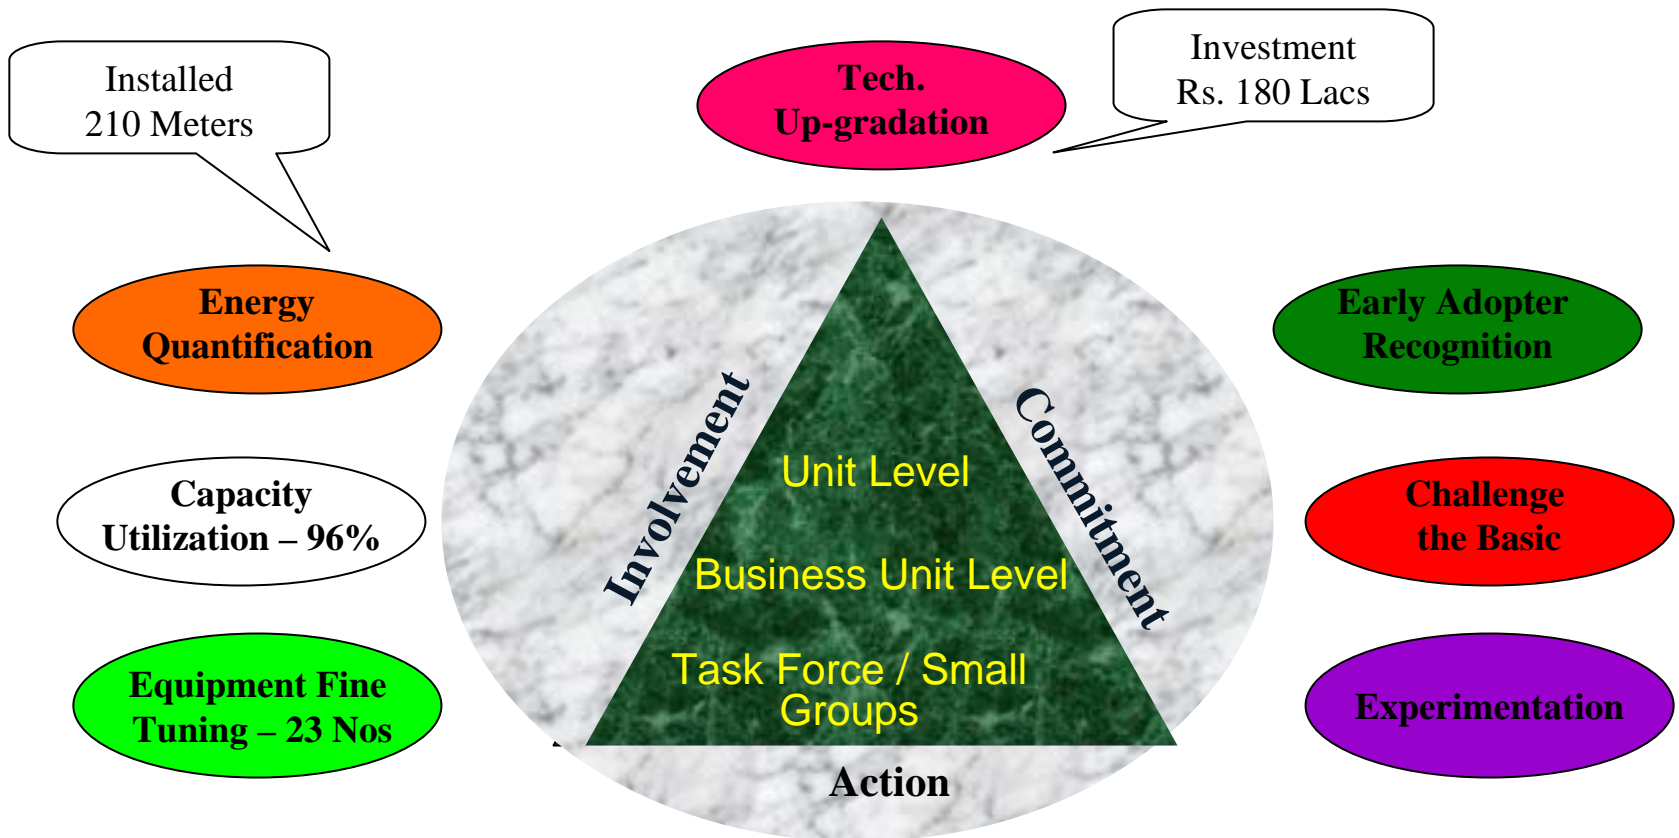 Installed
210 Meters
Tech.
Up-gradation
Investment
Rs. 180 Lacs
Energy
Quantification
Early Adopter
Recognition
Capacity
Utilization – 96%
Challenge
the Basic
Equipment Fine
Tuning – 23 Nos
Experimentation
Involvement
Commitment
Unit Level
Business Unit Level
Task Force / Small
Groups
Action